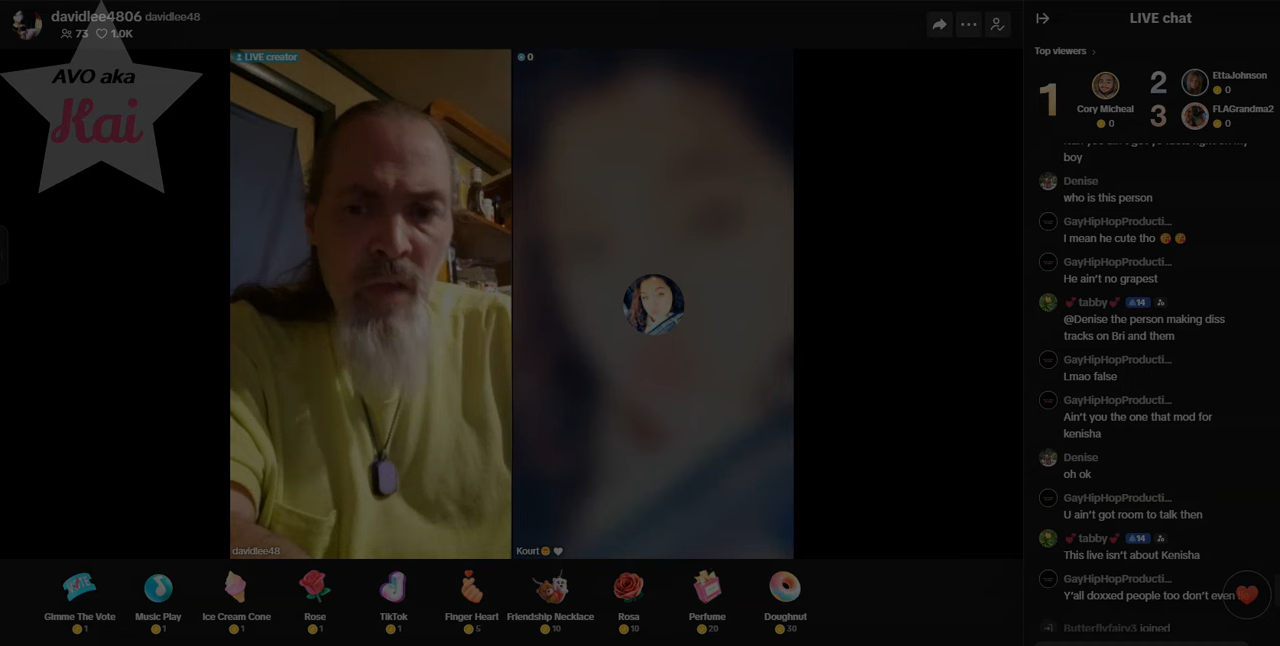 davidlee4806 davidlee48
73 1.0K
AVO aka
Kai
LIVE creator
0
davidlee48
Kourt
Gimme The Vote
1
Music Play
1
Ice Cream Cone
1
Rose
1
TikTok
1
Finger Heart
5
Friendship Necklace
10
Rosa
10
Perfume
20
Doughnut
30
LIVE chat
Top viewers
1
Cory Micheal
0
2
EttaJohnson
0
3
FLAGrandma2
0
boy
Denise
who is this person
GayHipHopProducti...
I mean he cute tho
GayHipHopProducti...
He ain't no grapest
tabby 14
@Denise the person making diss
tracks on Bri and them
GayHipHopProducti...
Lmao false
GayHipHopProducti...
Ain't you the one that mod for
kenisha
Denise
oh ok
GayHipHopProducti...
U ain't got room to talk then
tabby 14
This live isn't about Kenisha
GayHipHopProducti...
Y'all doxxed people too don't even
Butterflyfairy3 joined